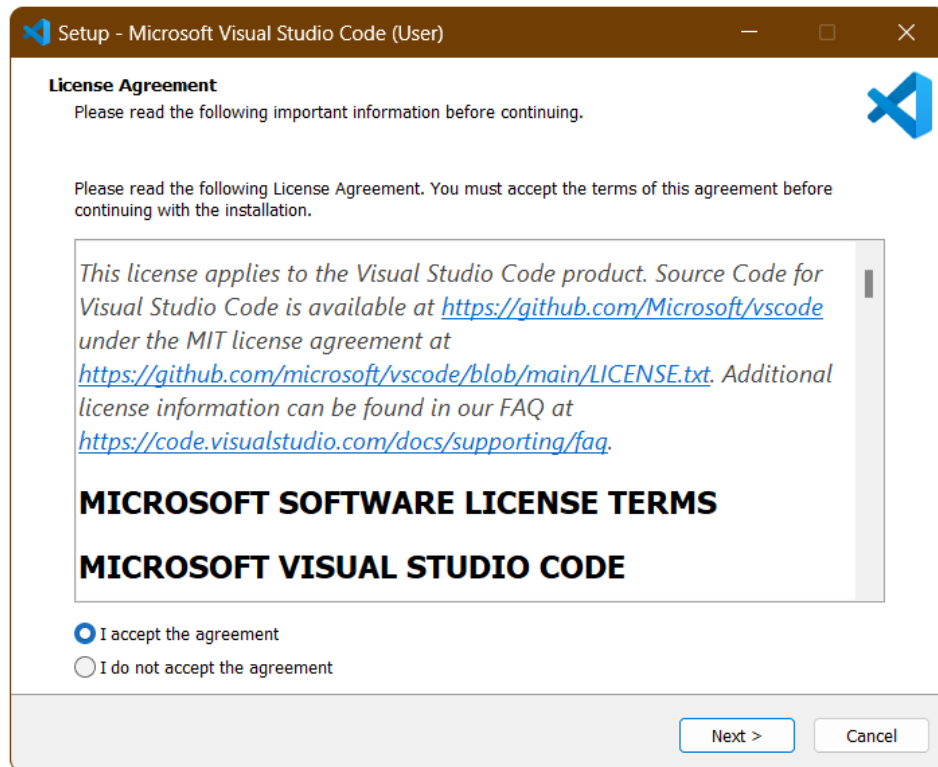 Setup - Microsoft Visual Studio Code (User)
License Agreement
Please read the following important information before continuing.
Please read the following License Agreement. You must accept the terms of this agreement before
continuing with the installation.
This license applies to the Visual Studio Code product. Source Code for
Visual Studio Code is available at https://github.com/Microsoft/vscode
under the MIT license agreement at
https://github.com/microsoft/vscode/blob/main/LICENSE.txt. Additional
license information can be found in our FAQ at
https://code.visualstudio.com/docs/supporting/faq.
MICROSOFT SOFTWARE LICENSE TERMS
MICROSOFT VISUAL STUDIO CODE
I accept the agreement
I do not accept the agreement
Next >
Cancel